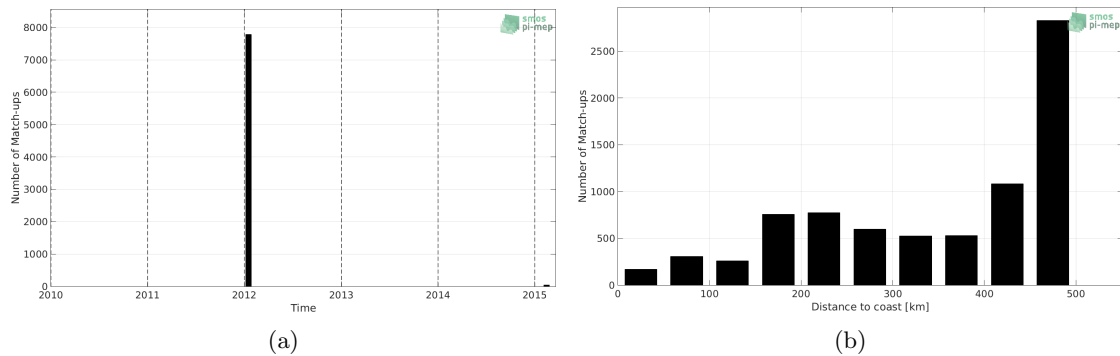 8000
7000
6000
5000
4000
3000
2000
1000
0
Number of Match-ups
2010 2011 2012 2013 2014 2015
Time
smos
pi-mep
(a)
2500
2000
1500
1000
500
0
Number of Match-ups
0 100 200 300 400 500
Distance to coast [km]
smos
pi-mep
(b)